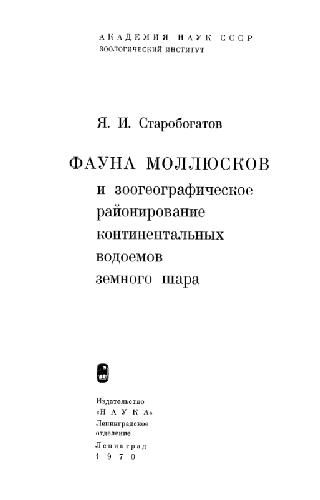 АКАДЕМИЯ НАУК СССР
ЗООЛОГИЧЕСКИЙ ИНСТИТУТ
Я. И. Старобогатов
ФАУНА МОЛЛЮСКОВ
и зоогеографическое
районирование
континентальных
водоемов
земного шара
Издательство
«НАУКА»
Ленинградское
отделение
Ленинград
1970